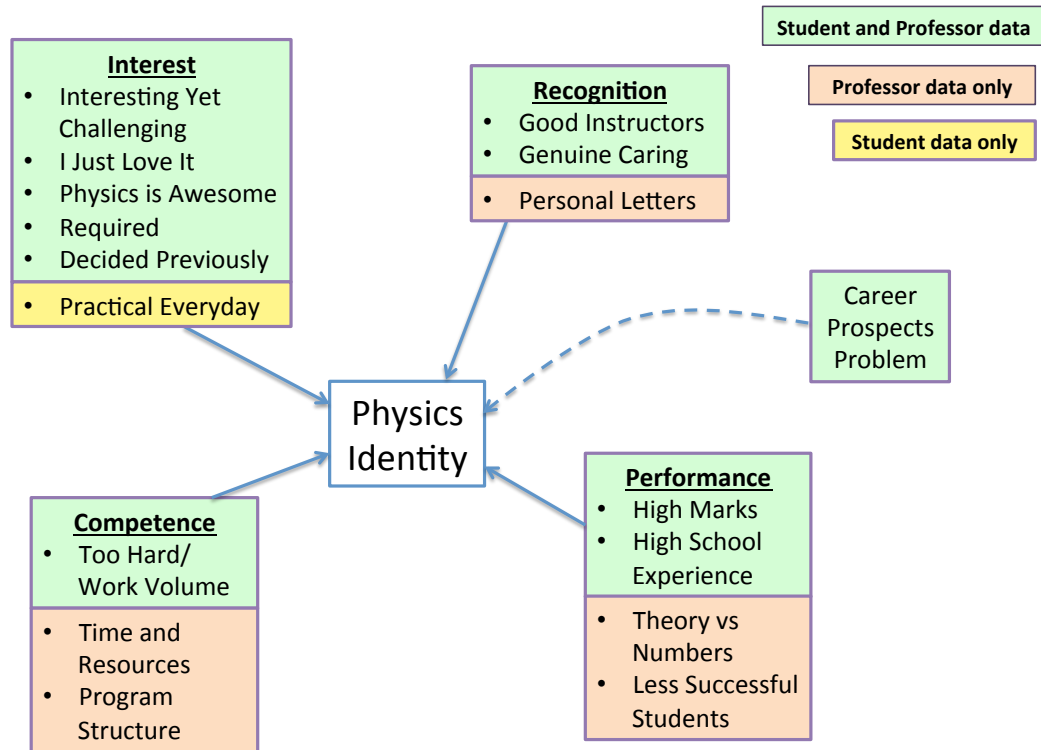 Student and Professor data
Professor data only
Student data only
Interest
• Interesting Yet
Challenging
• I Just Love It
• Physics is Awesome
• Required
• Decided Previously
• Practical Everyday
Recognition
• Good Instructors
• Genuine Caring
• Personal Letters
Career
Prospects
Problem
Physics
Identity
Competence
• Too Hard/
Work Volume
• Time and
Resources
• Program
Structure
Performance
• High Marks
• High School
Experience
• Theory vs
Numbers
• Less Successful
Students